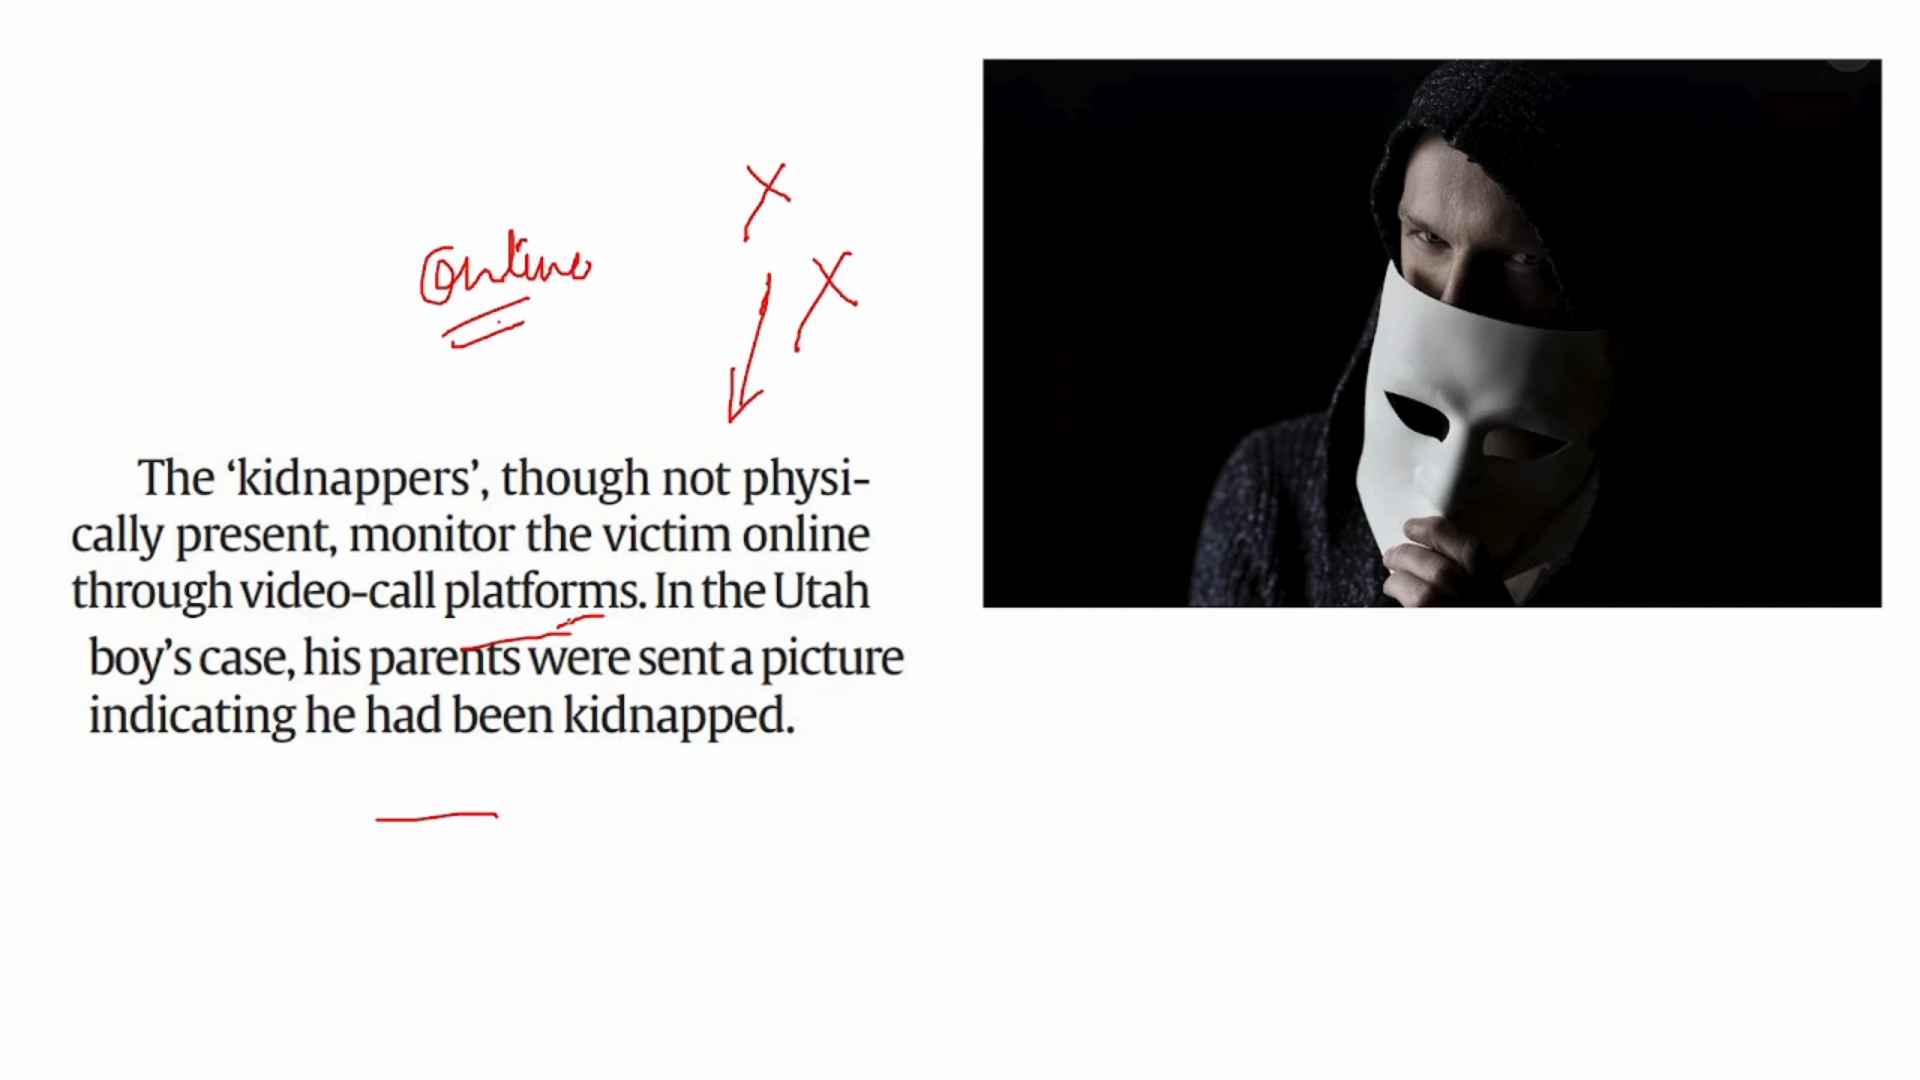 online
X
X
The ‘kidnappers’, though not physi-
cally present, monitor the victim online
through video-call platforms. In the Utah
boy’s case, his parents were sent a picture
indicating he had been kidnapped.